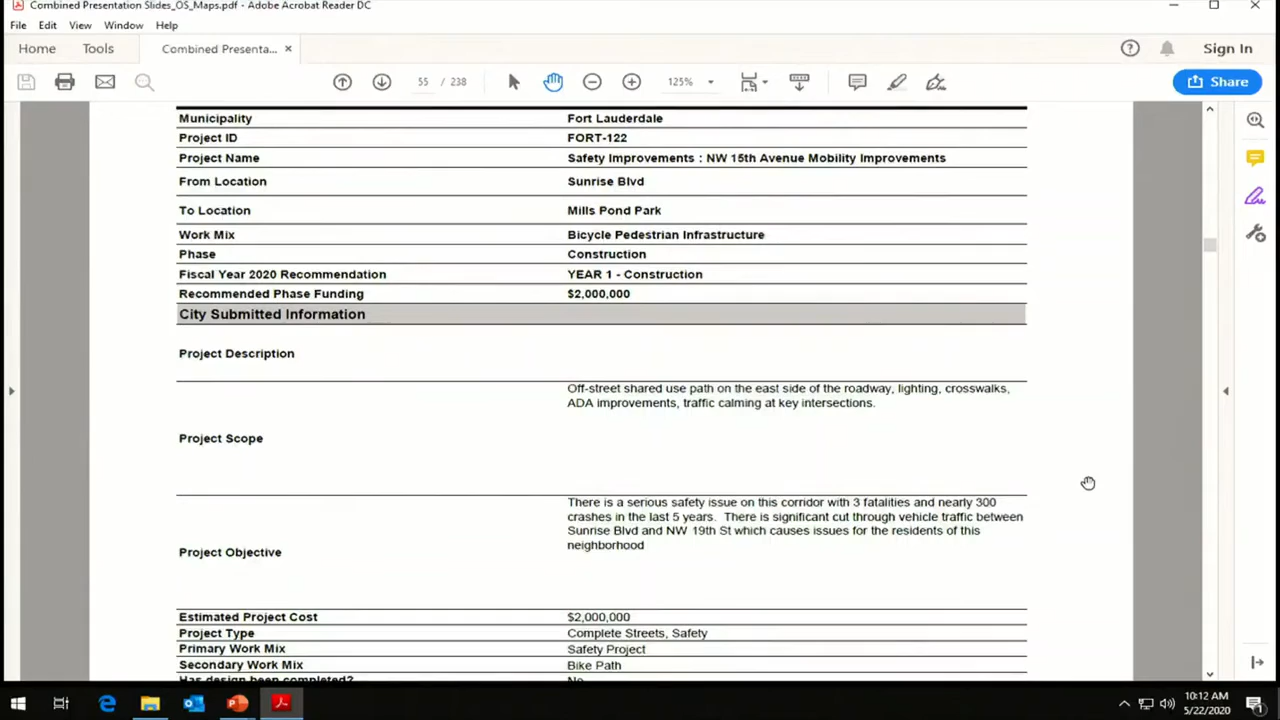 Combined Presentation Slides_OS_Maps.pdf - Adobe Acrobat Reader DC
File Edit View Window Help
Home Tools Combined Presenta... × Sign In
55 / 238 125% Share
Municipality Fort Lauderdale
Project ID FORT-122
Project Name Safety Improvements : NW 15th Avenue Mobility Improvements
From Location Sunrise Blvd
To Location Mills Pond Park
Work Mix Bicycle Pedestrian Infrastructure
Phase Construction
Fiscal Year 2020 Recommendation YEAR 1 - Construction
Recommended Phase Funding $2,000,000
City Submitted Information
Project Description
Off-street shared use path on the east side of the roadway, lighting, crosswalks,
ADA improvements, traffic calming at key intersections.
Project Scope
There is a serious safety issue on this corridor with 3 fatalities and nearly 300
crashes in the last 5 years. There is significant cut through vehicle traffic between
Sunrise Blvd and NW 19th St which causes issues for the residents of this
neighborhood
Project Objective
Estimated Project Cost $2,000,000
Project Type Complete Streets, Safety
Primary Work Mix Safety Project
Secondary Work Mix Bike Path
Has design been completed? No
10:12 AM
5/22/2020